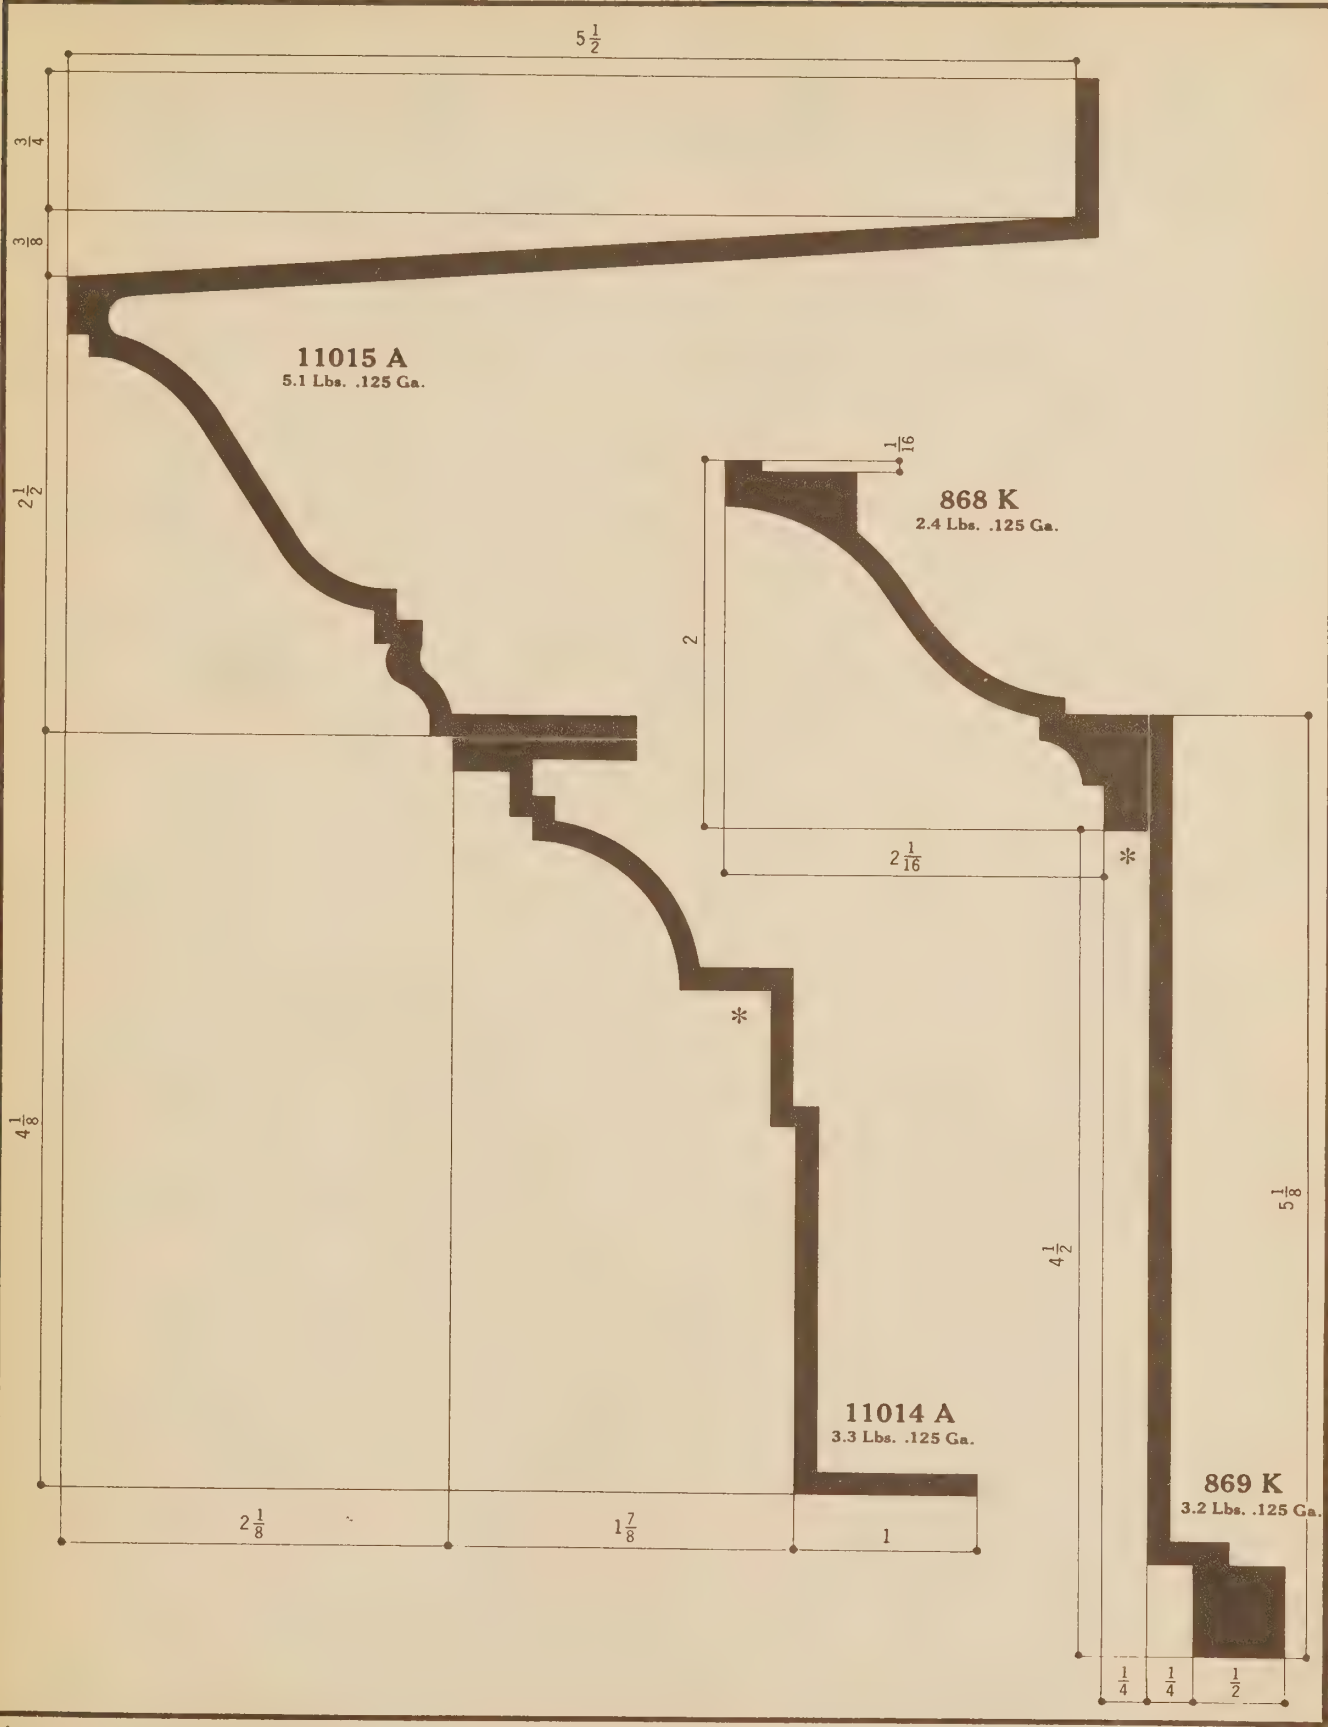 5 1/2
3/4
3/8
11015 A
5.1 Lbs. .125 Ga.
1/16
868 K
2.4 Lbs. .125 Ga.
2 1/2
2
2 1/16
*
*
4 1/8
5 1/8
4 1/2
11014 A
3.3 Lbs. .125 Ga.
869 K
3.2 Lbs. .125 Ga.
2 1/8
1 7/8
1
1/4
1/4
1/2